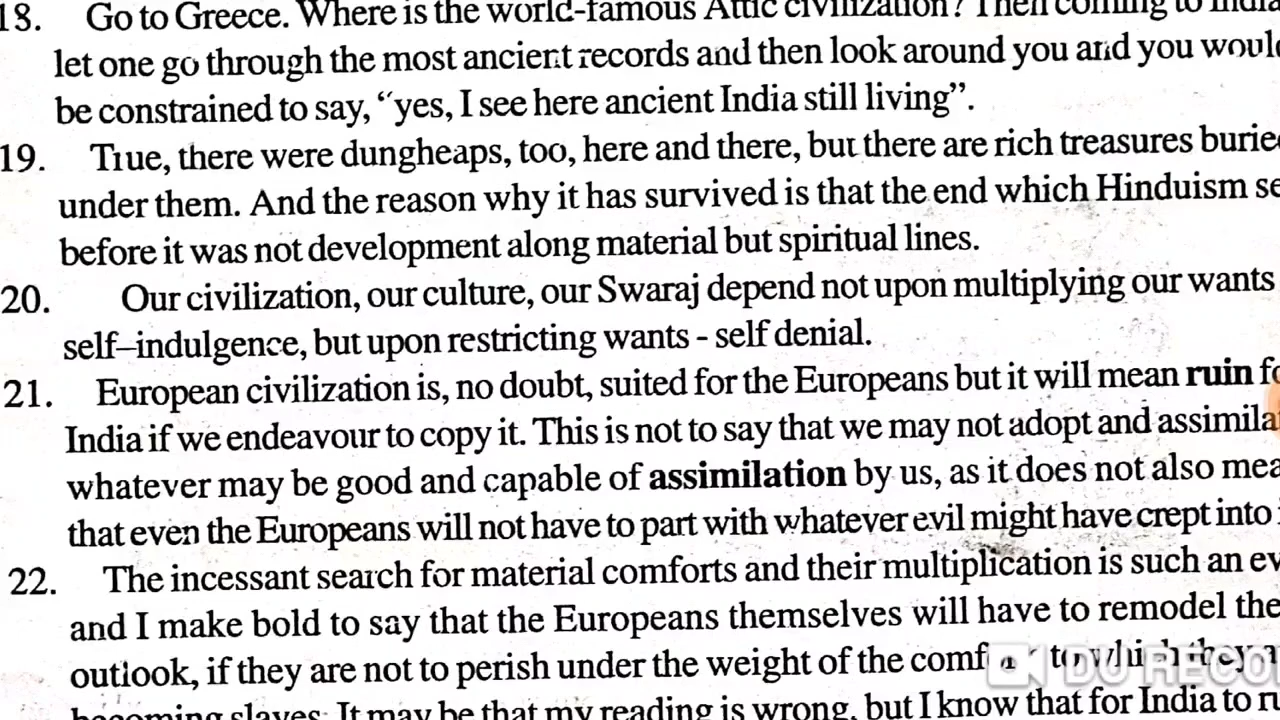 18. Go to Greece. Where is the world-famous Attic civilization? Then coming to India
let one go through the most ancient records and then look around you and you would
be constrained to say, “yes, I see here ancient India still living”.
19. True, there were dungheaps, too, here and there, but there are rich treasures
under them. And the reason why it has survived is that the end which Hinduism
before it was not development along material but spiritual lines.
20. Our civilization, our culture, our Swaraj depend not upon multiplying our wants
self–indulgence, but upon restricting wants - self denial.
21. European civilization is, no doubt, suited for the Europeans but it will mean ruin
India if we endeavour to copy it. This is not to say that we may not adopt and
whatever may be good and capable of assimilation by us, as it does not also
that even the Europeans will not have to part with whatever evil might have crept into
22. The incessant search for material comforts and their multiplication is such an
and I make bold to say that the Europeans themselves will have to remodel
outlook, if they are not to perish under the weight of the to which they
becoming slaves. It may be that my reading is wrong, but I know that for India to